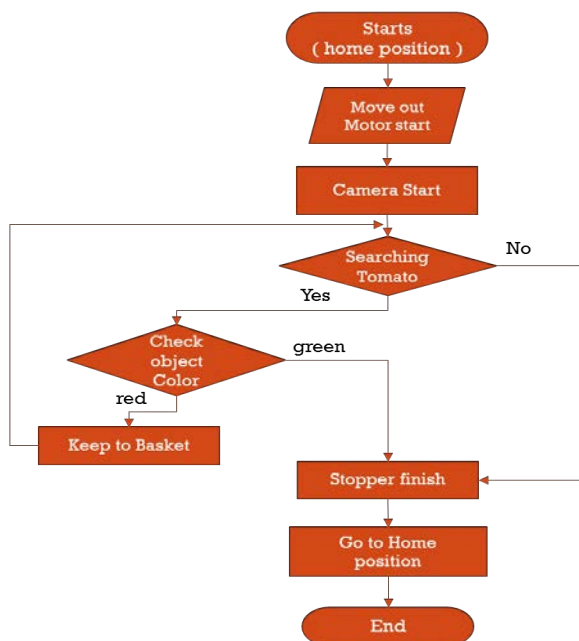 Starts
( home position )
Move out
Motor start
Camera Start
Searching
Tomato
No
Yes
Check
object
Color
green
red
Keep to Basket
Stopper finish
Go to Home
position
End